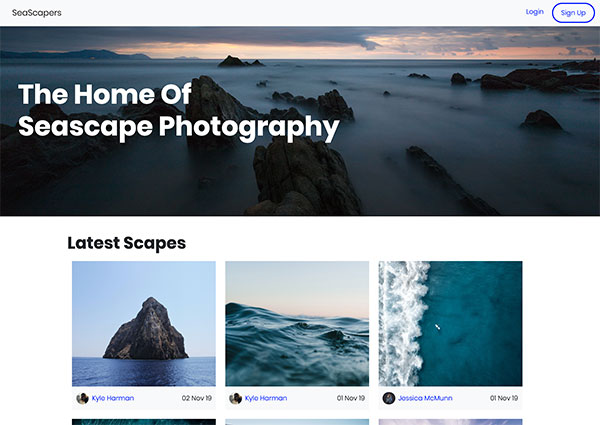 SeaScapers
Login
Sign Up
The Home Of
Seascape Photography
Latest Scapes
Kyle Harman
02 Nov 19
Kyle Harman
01 Nov 19
Jessica McMunn
01 Nov 19